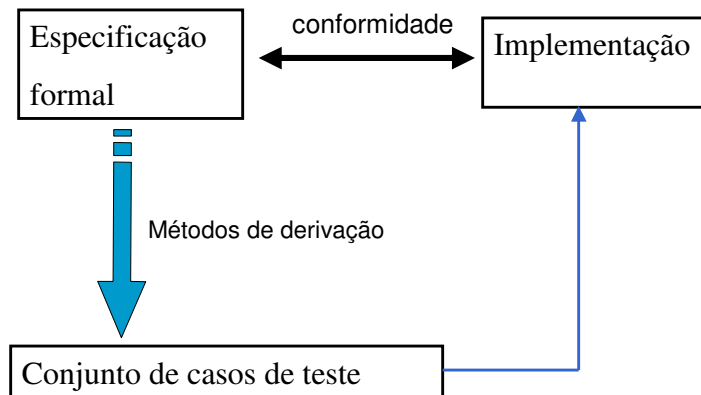 Especificação
formal
conformidade
Implementação
Métodos de derivação
Conjunto de casos de teste